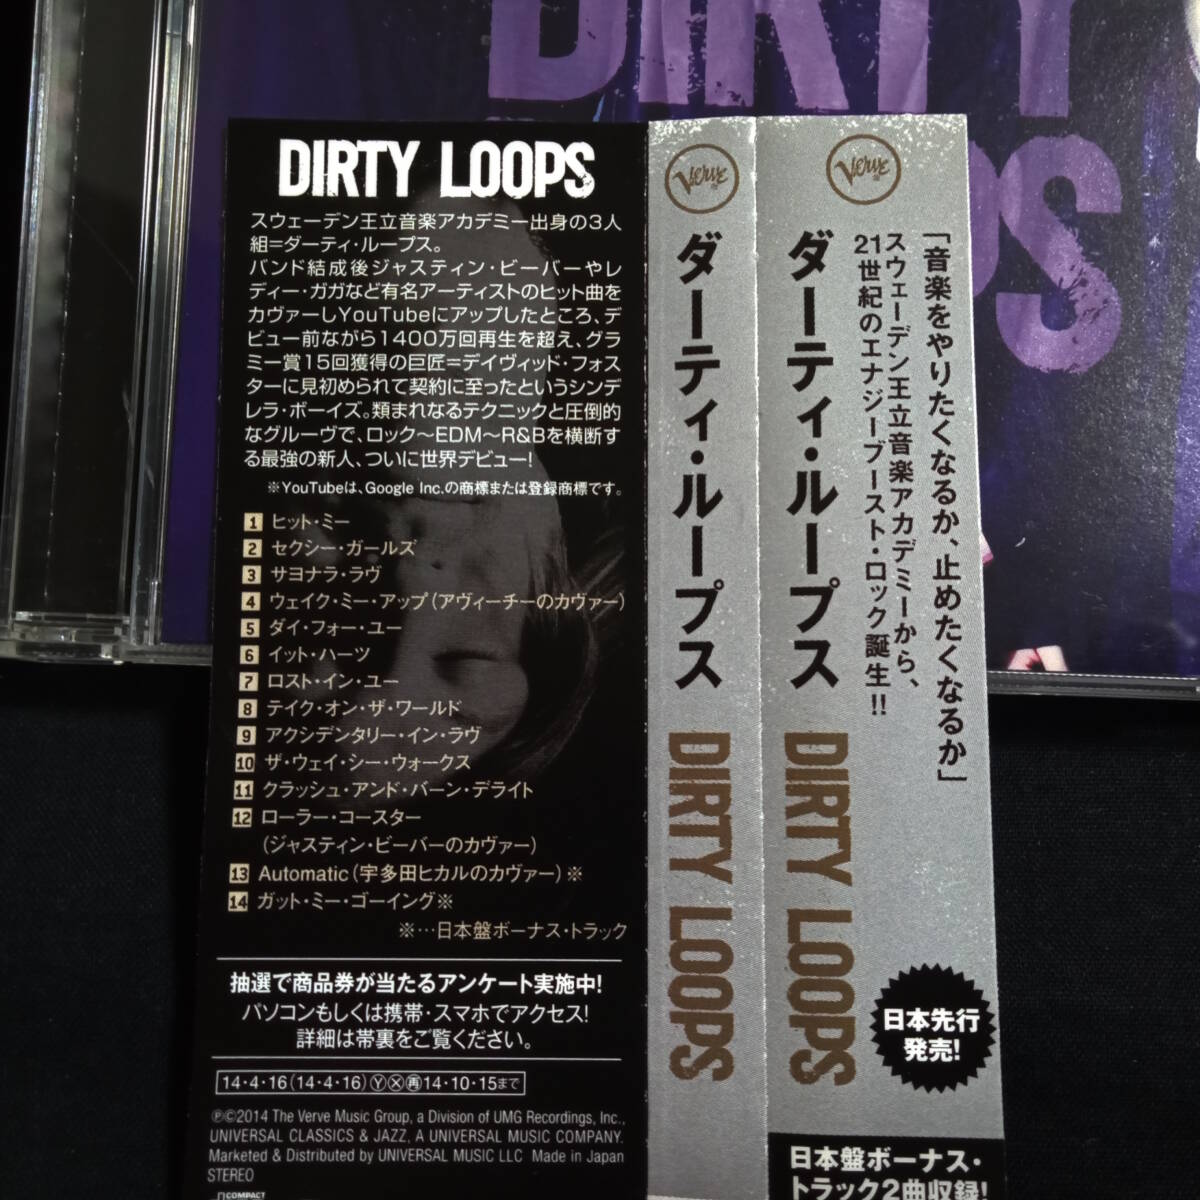 DIRTY
LOOPS
DIRTY LOOPS
スウェーデン王立音楽アカデミー出身の3人
組=ダーティ・ループス。
バンド結成後ジャスティン・ビーバーやレ
ディー・ガガなど有名アーティストのヒット曲を
カヴァーしYouTubeにアップしたところ、デ
ビュー前ながら1400万回再生を超え、グラ
ミー賞15回獲得の巨匠=デイヴィッド・フォス
ターに見初められて契約に至ったというシンデ
レラ・ボーイズ。類まれなるテクニックと圧倒的
なグルーヴで、ロック〜EDM〜R&Bを横断す
る最強の新人、ついに世界デビュー!
※YouTubeは、Google Inc.の商標または登録商標です。
1 ヒット・ミー
2 セクシー・ガールズ
3 サヨナラ・ラヴ
4 ウェイク・ミー・アップ(アヴィーチーのカヴァー)
5 ダイ・フォー・ユー
6 イット・ハーツ
7 ロスト・イン・ユー
8 テイク・オン・ザ・ワールド
9 アクシデンタリー・イン・ラヴ
10 ザ・ウェイ・シー・ウォークス
11 クラッシュ・アンド・バーン・デライト
12 ローラー・コースター
(ジャスティン・ビーバーのカヴァー)
13 Automatic(宇多田ヒカルのカヴァー)※
14 ガット・ミー・ゴーイング※
※…日本盤ボーナス・トラック
抽選で商品券が当たるアンケート実施中!
パソコンもしくは携帯・スマホでアクセス!
詳細は帯裏をご覧ください。
14・4・16(14・4・16)Ⓨ⊗再14・10・15まで
℗©2014 The Verve Music Group, a Division of UMG Recordings, Inc.,
UNIVERSAL CLASSICS & JAZZ, A UNIVERSAL MUSIC COMPANY.
Marketed & Distributed by UNIVERSAL MUSIC LLC Made in Japan
STEREO
COMPACT
Verve
ダーティ・ループス
DIRTY LOOPS
Verve
ダーティ・ループス
DIRTY LOOPS
「音楽をやりたくなるか、止めたくなるか」
スウェーデン王立音楽アカデミーから、
21世紀のエナジーブースト・ロック誕生!!
日本先行
発売!
日本盤ボーナス・
トラック2曲収録!